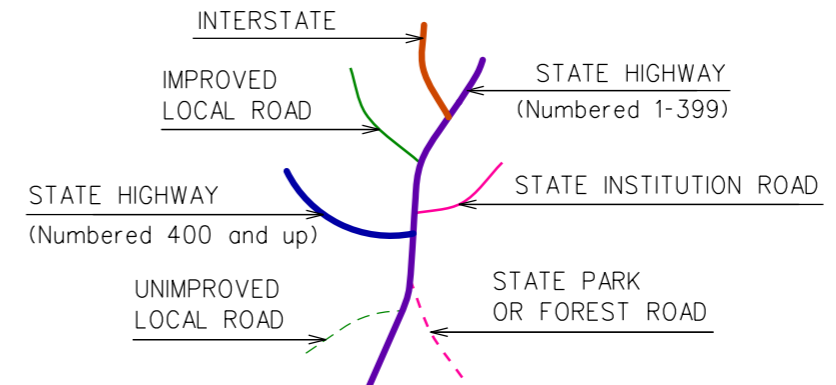 INTERSTATE
STATE HIGHWAY
(Numbered 1-399)
IMPROVED
LOCAL ROAD
STATE INSTITUTION ROAD
STATE HIGHWAY
(Numbered 400 and up)
STATE PARK
OR FOREST ROAD
UNIMPROVED
LOCAL ROAD